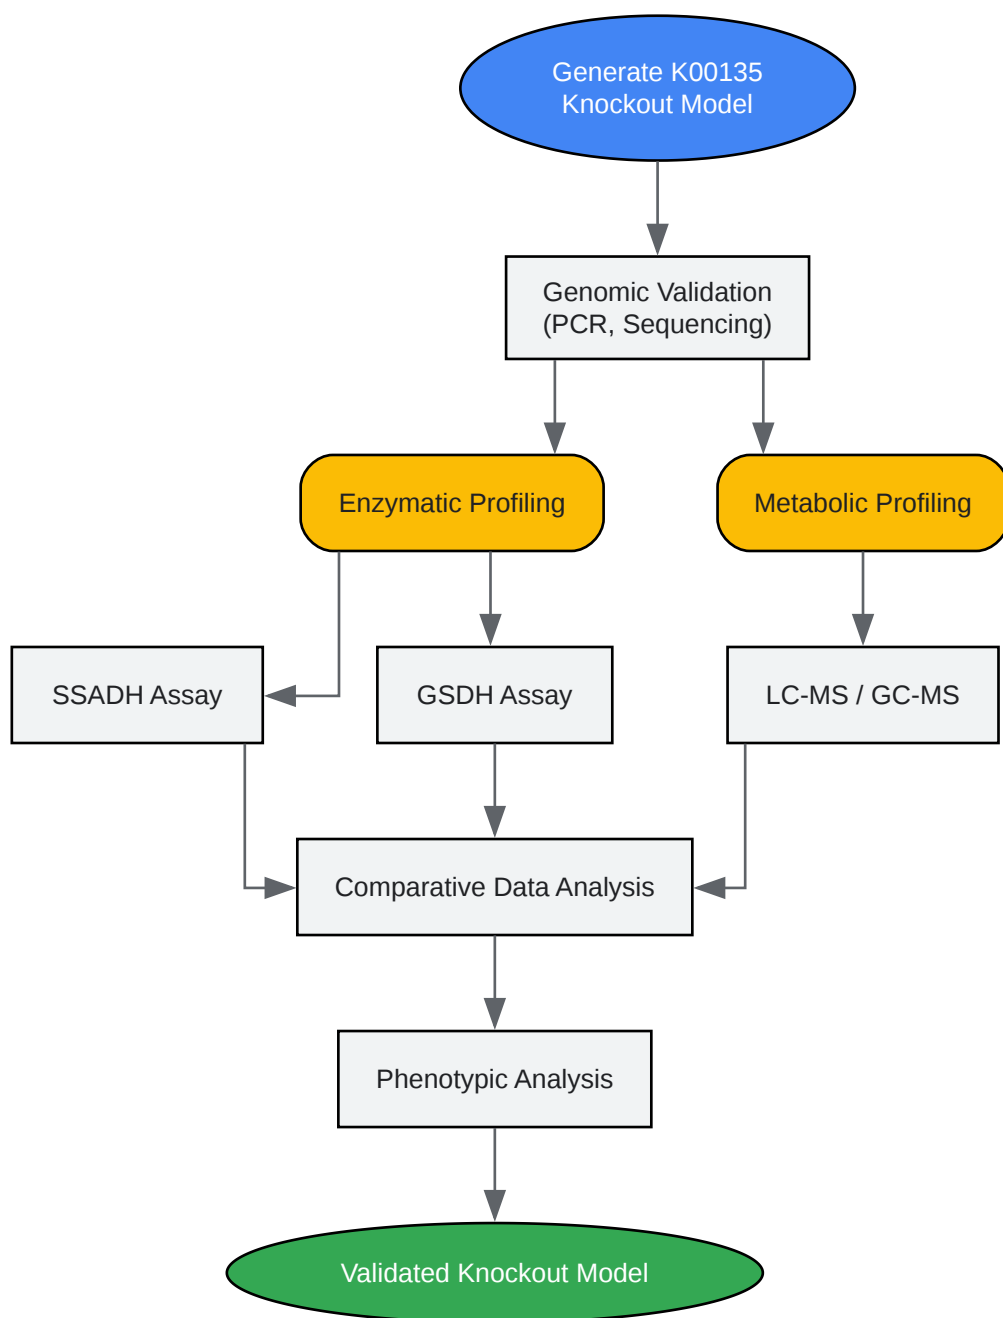 Generate K00135
Knockout Model
Genomic Validation
(PCR, Sequencing)
Enzymatic Profiling
Metabolic Profiling
SSADH Assay
GSDH Assay
LC-MS / GC-MS
Comparative Data Analysis
Phenotypic Analysis
Validated Knockout Model